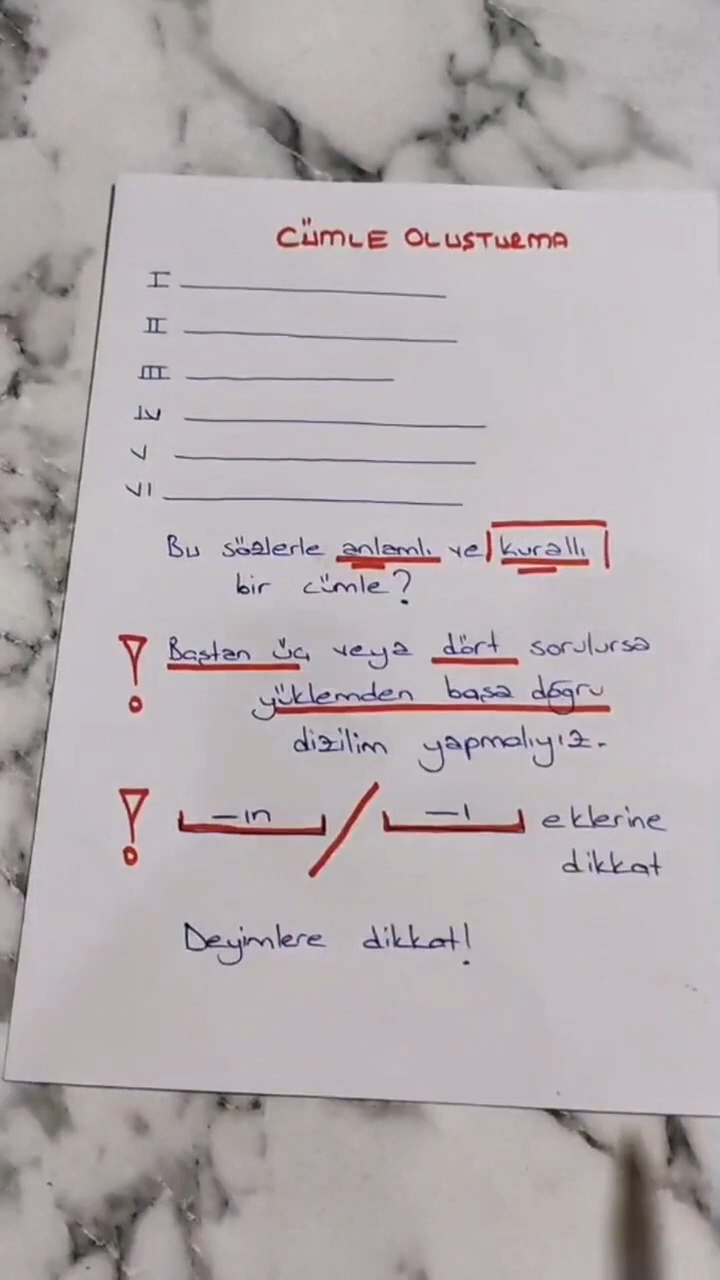 CÜMLE OLUŞTURMA
I
II
III
IV
V
VI
Bu sözlerle anlamlı ve kurallı
bir cümle?
! Baştan üç veya dört sorulursa
yüklemden başa doğru
dizilim yapmalıyız.
! —ın / —ı eklerine
dikkat
Deyimlere dikkat!